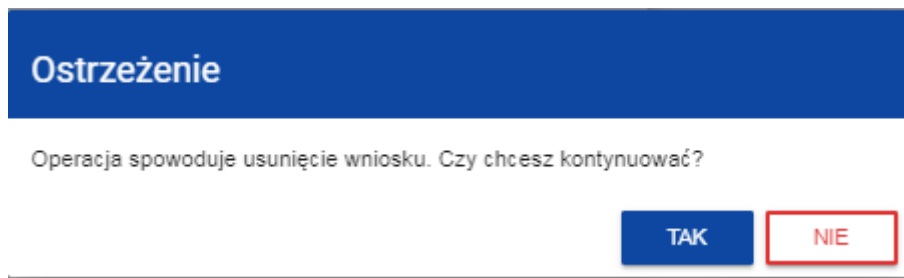 Ostrzeżenie
Operacja spowoduje usunięcie wniosku. Czy chcesz kontynuować?
TAK NIE